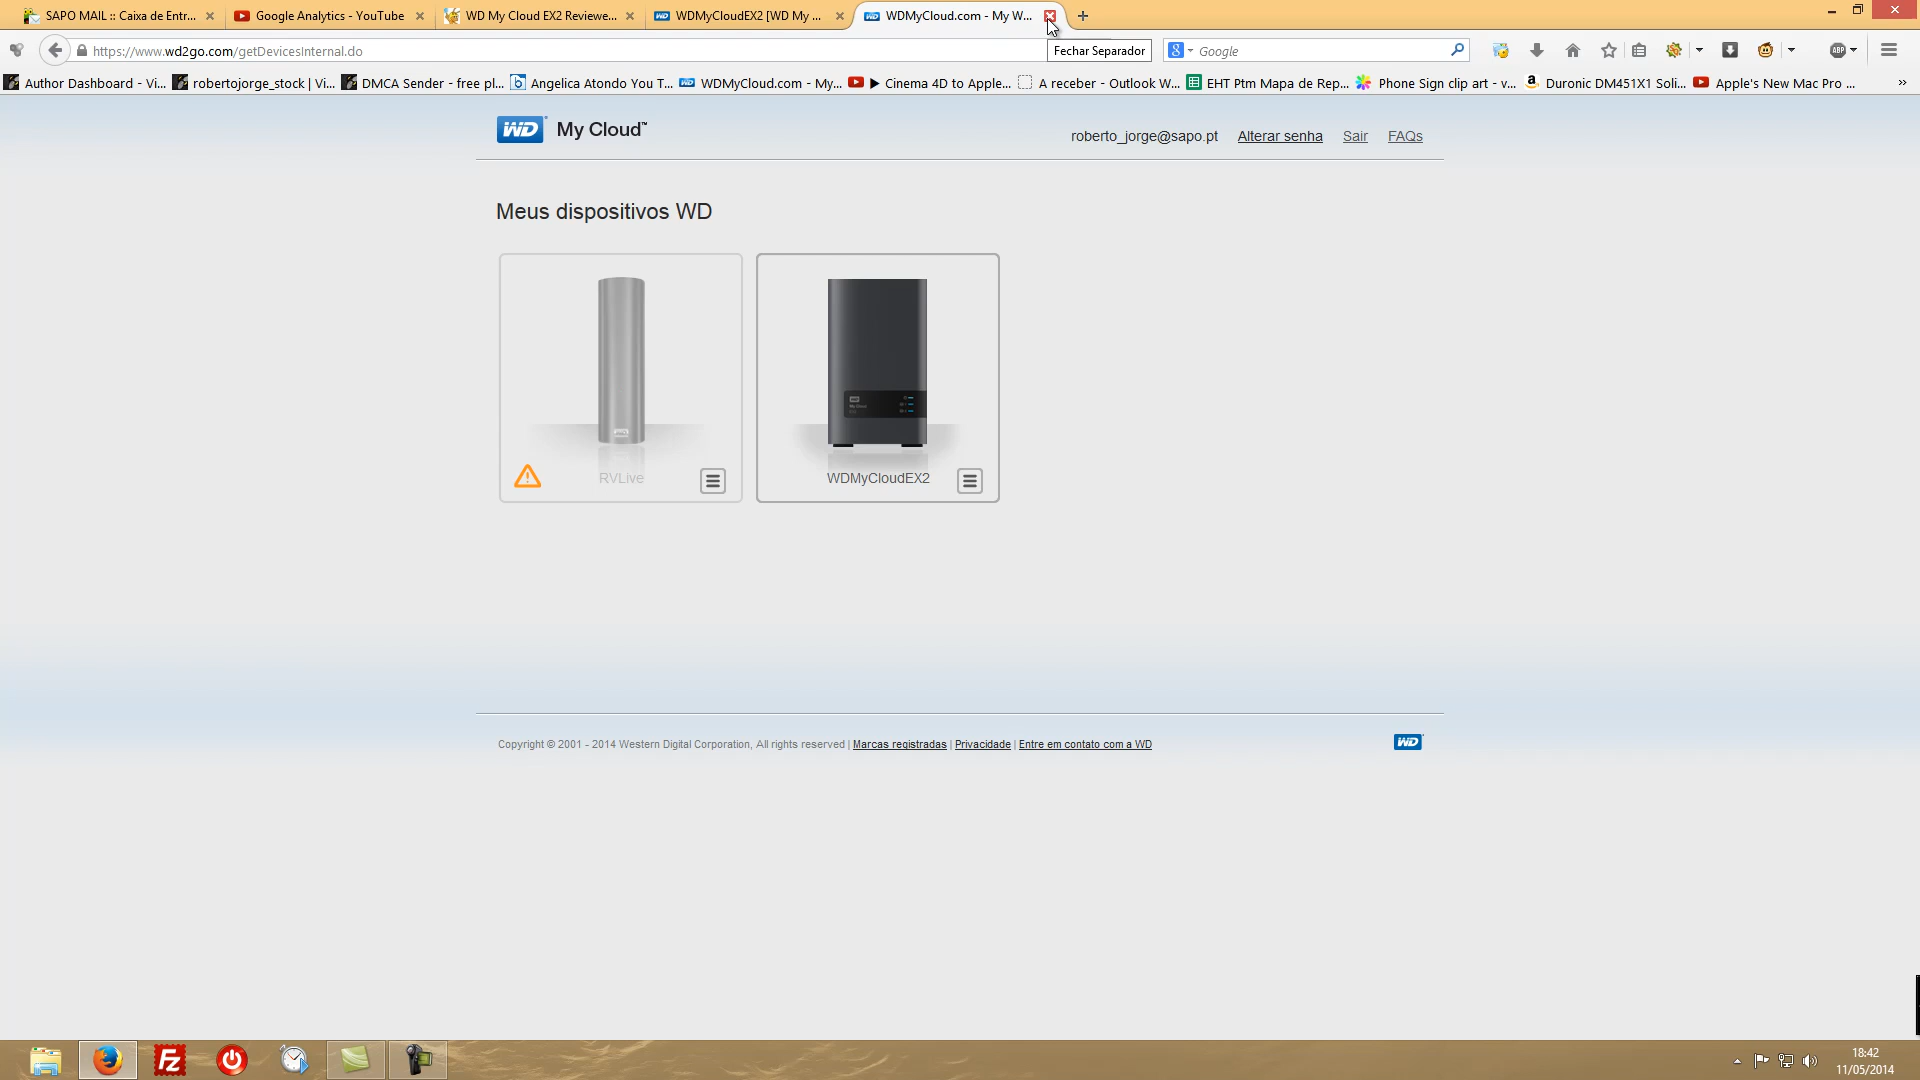 SAPO MAIL :: Caixa de Entr...
Google Analytics - YouTube
WD My Cloud EX2 Reviewe...
WDMyCloudEX2 [WD My ...
WDMyCloud.com - My W...
https://www.wd2go.com/getDevicesInternal.do
Fechar Separador
Google
Author Dashboard - Vi...
robertojorge_stock | Vi...
DMCA Sender - free pl...
Angelica Atondo You T...
WDMyCloud.com - My...
▶ Cinema 4D to Apple...
A receber - Outlook W...
EHT Ptm Mapa de Rep...
Phone Sign clip art - v...
Duronic DM451X1 Soli...
Apple's New Mac Pro ...
WD My Cloud™
roberto_jorge@sapo.pt Alterar senha Sair FAQs
Meus dispositivos WD
RVLive
WDMyCloudEX2
Copyright © 2001 - 2014 Western Digital Corporation, All rights reserved | Marcas registradas | Privacidade | Entre em contato com a WD
WD
18:42
11/05/2014